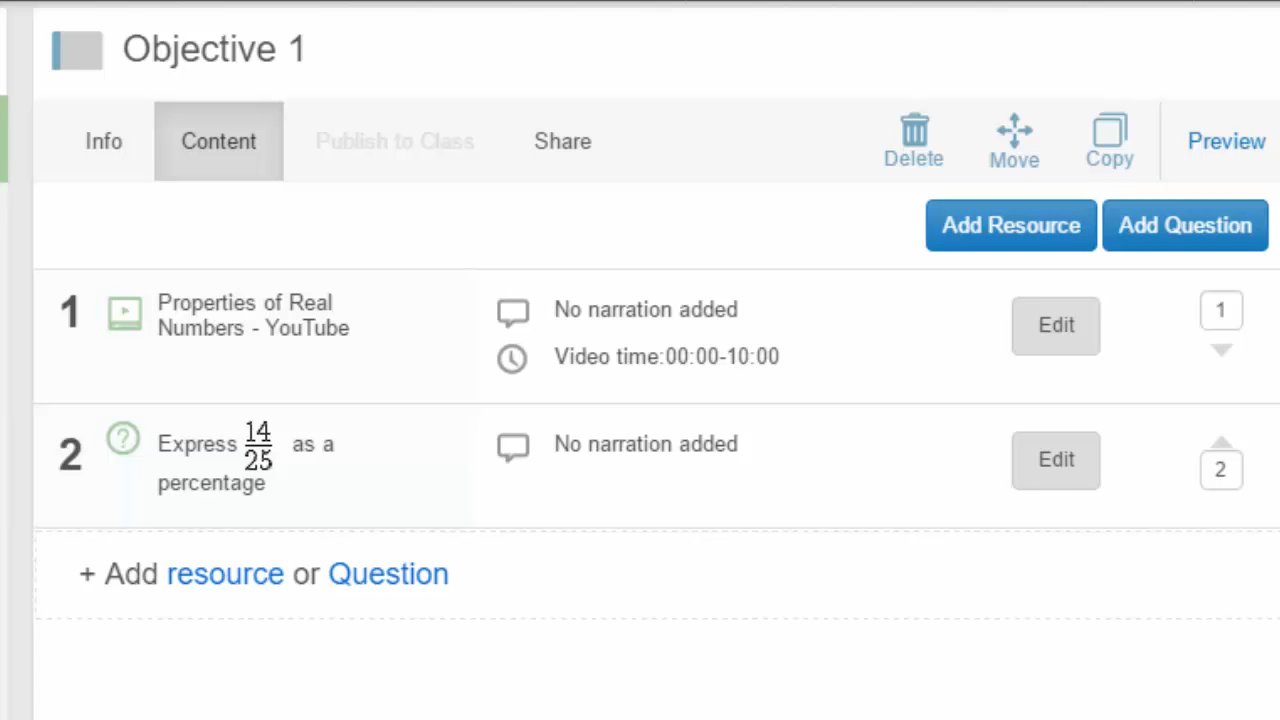 Objective 1
Info Content Publish to Class Share Delete Move Copy Preview
Add Resource Add Question
1 Properties of Real No narration added Edit 1
Numbers - YouTube
Video time:00:00-10:00
2 Express 14/25 as a No narration added Edit 2
percentage
+ Add resource or Question